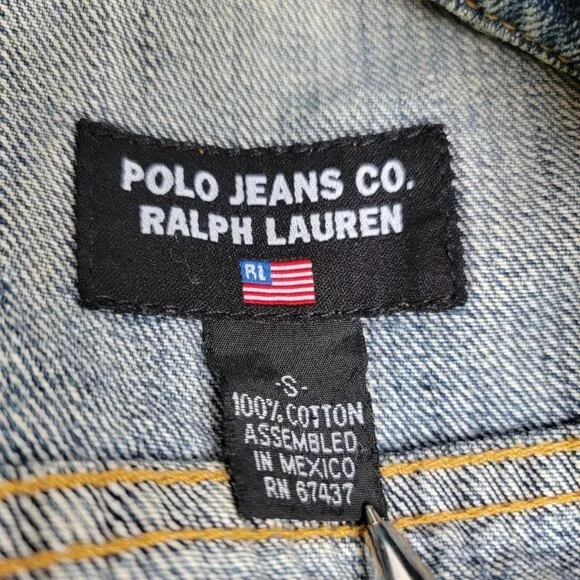 POLO JEANS CO.
RALPH LAUREN
RL
-S-
100% COTTON
ASSEMBLED
IN MEXICO
RN 67437